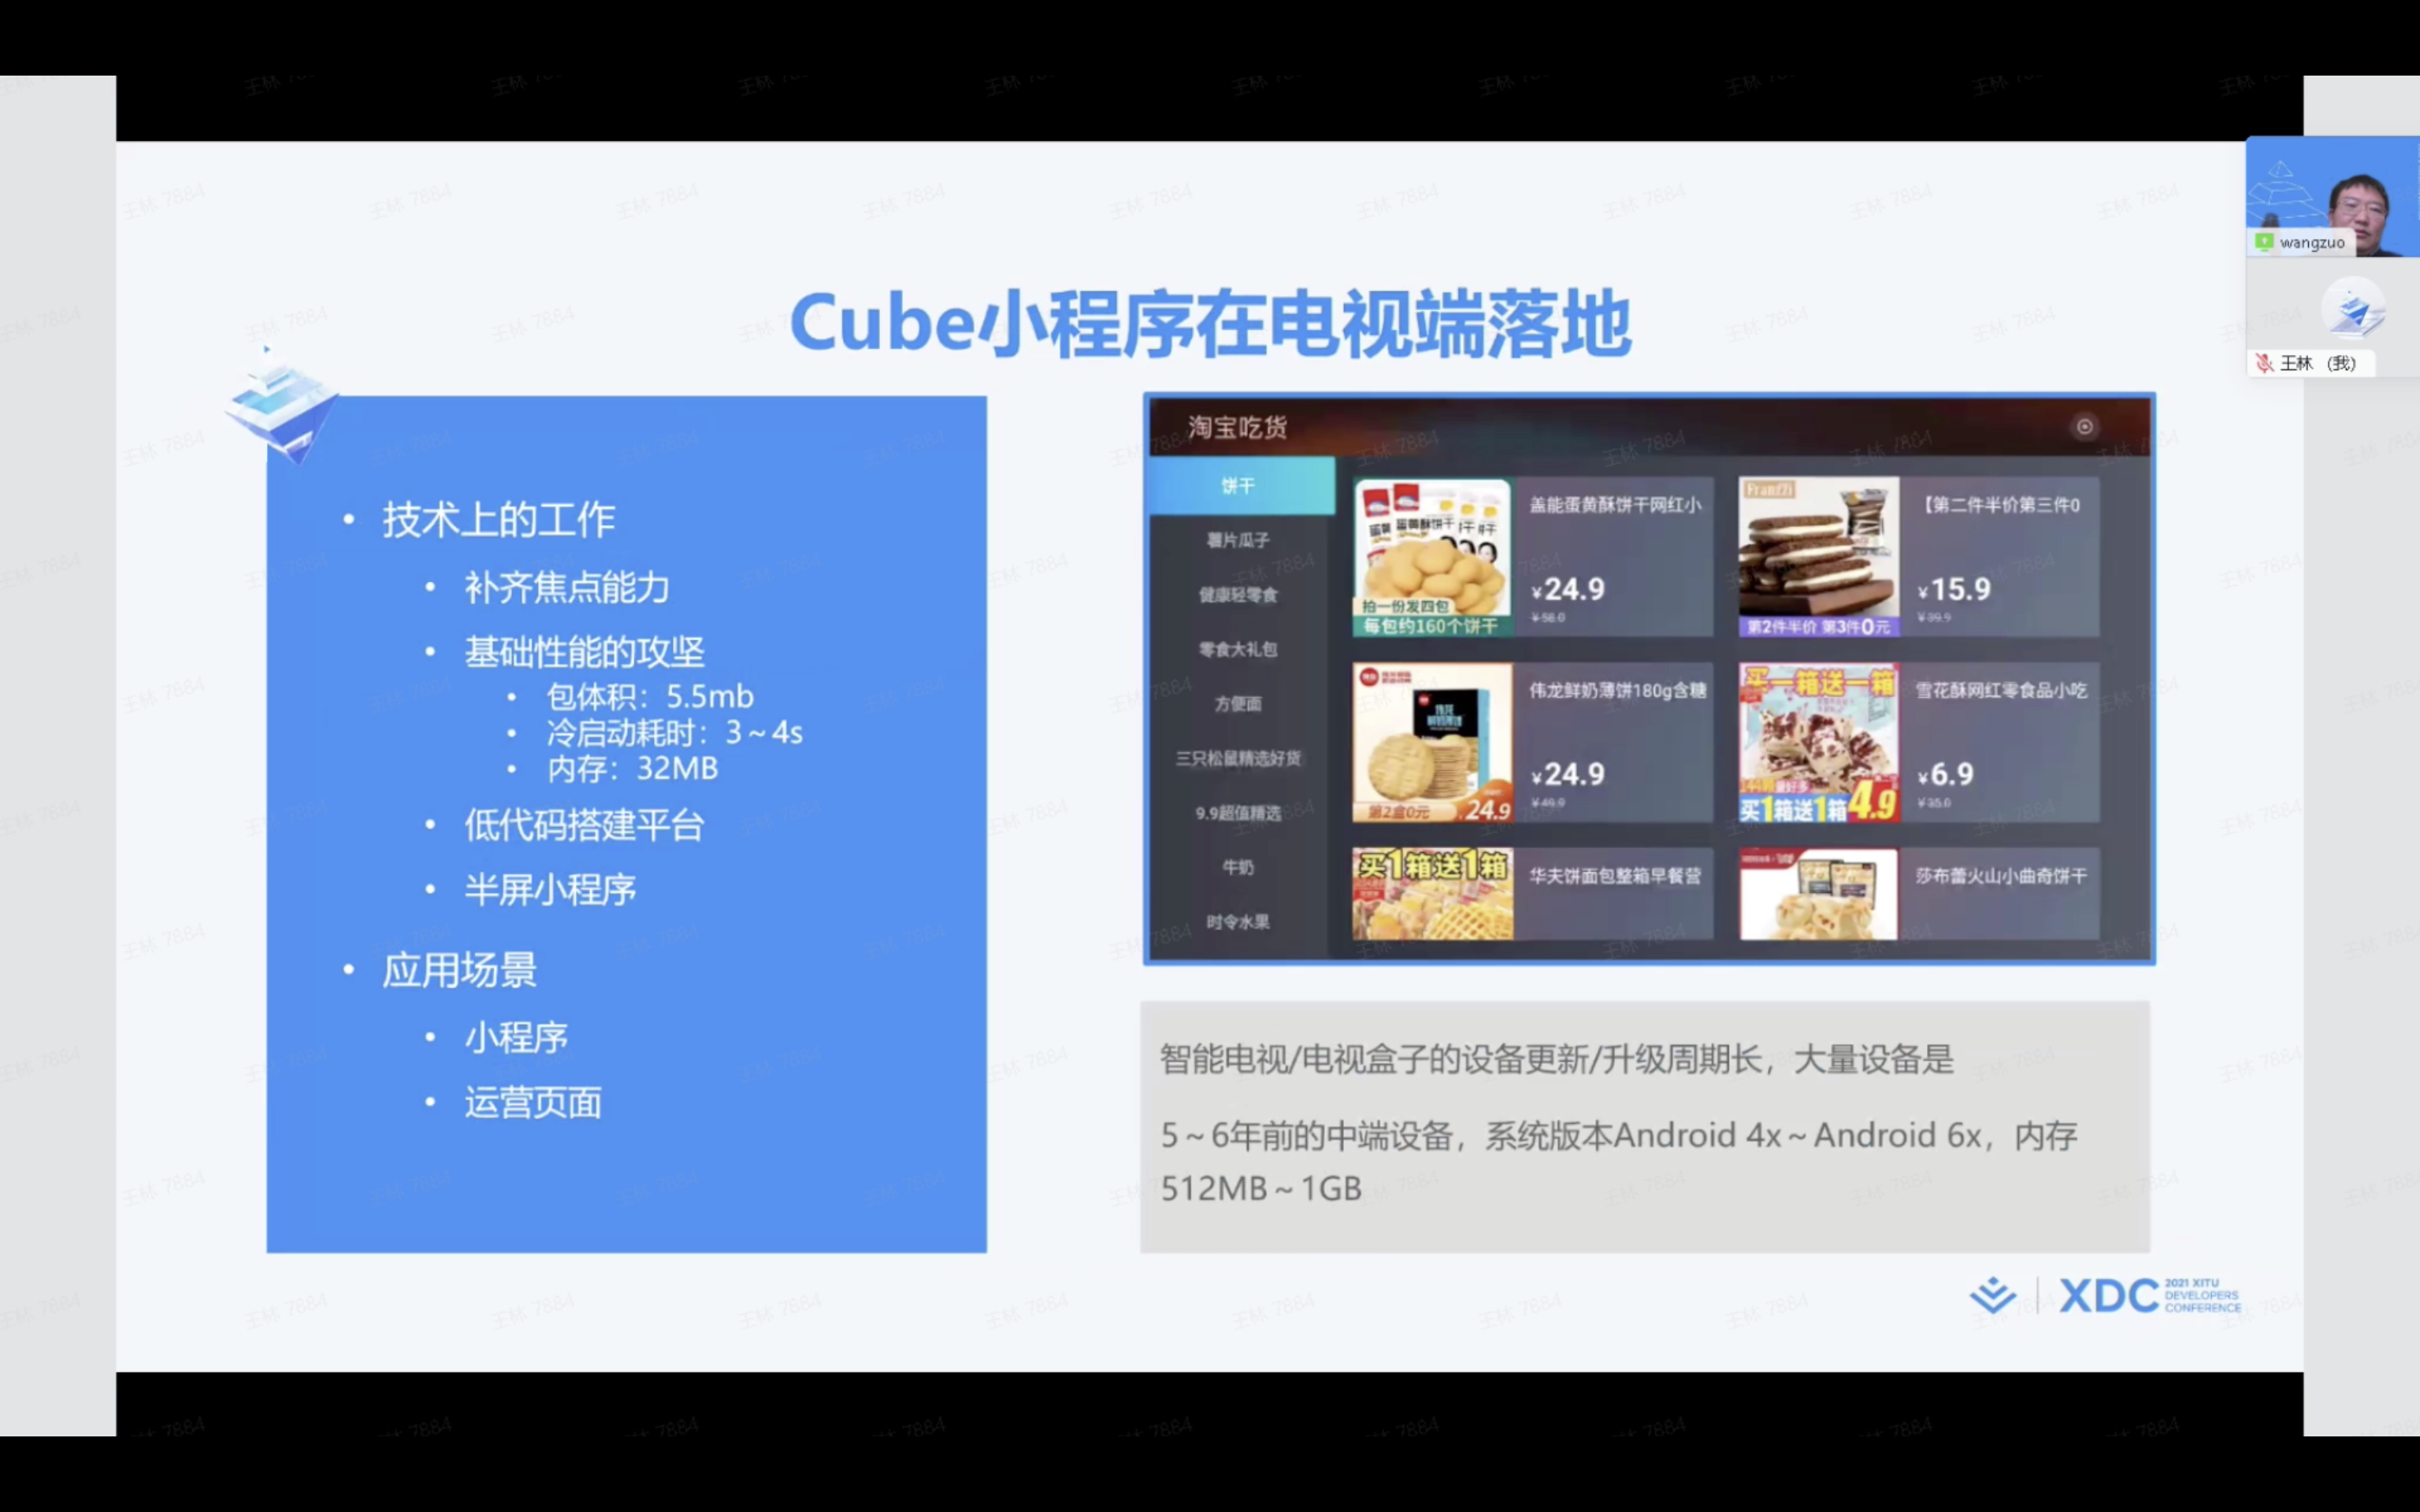 Cube小程序在电视端落地
• 技术上的工作
• 补齐焦点能力
• 基础性能的攻坚
• 包体积：5.5mb
• 冷启动耗时：3～4s
• 内存：32MB
• 低代码搭建平台
• 半屏小程序
• 应用场景
• 小程序
• 运营页面
淘宝吃货
饼干
薯片瓜子
健康轻零食
零食大礼包
方便面
三只松鼠精选好货
9.9超值精选
牛奶
时令水果
拍一份发四包
每包约160个饼干
盖能蛋黄酥饼干网红小
¥24.9
¥58.0
FranzZi
第2件半价 第3件0元
【第二件半价第三件0
¥15.9
¥39.9
第2盒0元
24.9
伟龙鲜奶薄饼180g含糖
¥24.9
¥49.9
买一箱送一箱
买1箱送1箱4.9
雪花酥网红零食品小吃
¥6.9
¥35.0
买1箱送1箱
华夫饼面包整箱早餐营
莎布蕾火山小曲奇饼干
智能电视/电视盒子的设备更新/升级周期长，大量设备是
5～6年前的中端设备，系统版本Android 4x～Android 6x，内存
512MB～1GB
XDC
2021 XITU
DEVELOPERS
CONFERENCE
wangzuo
王林 （我）
王林 7884